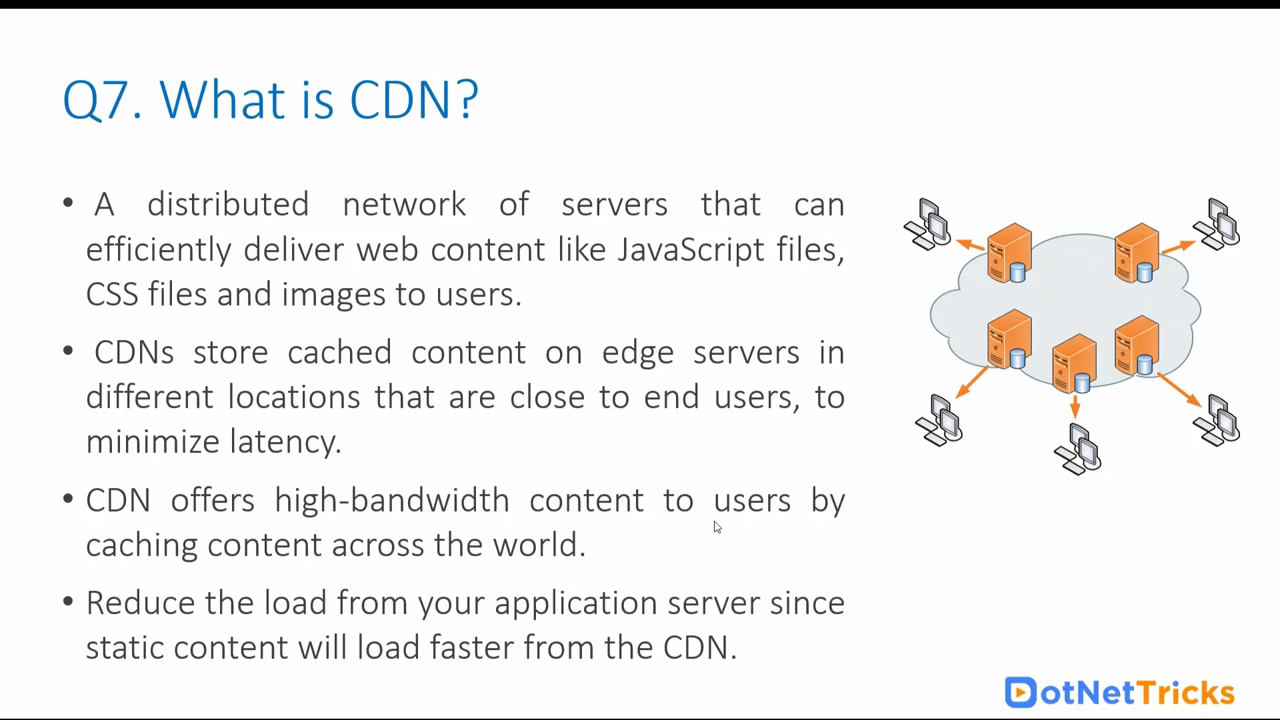 Q7. What is CDN?
• A distributed network of servers that can
efficiently deliver web content like JavaScript files,
CSS files and images to users.
• CDNs store cached content on edge servers in
different locations that are close to end users, to
minimize latency.
• CDN offers high-bandwidth content to users by
caching content across the world.
• Reduce the load from your application server since
static content will load faster from the CDN.
DotNetTricks